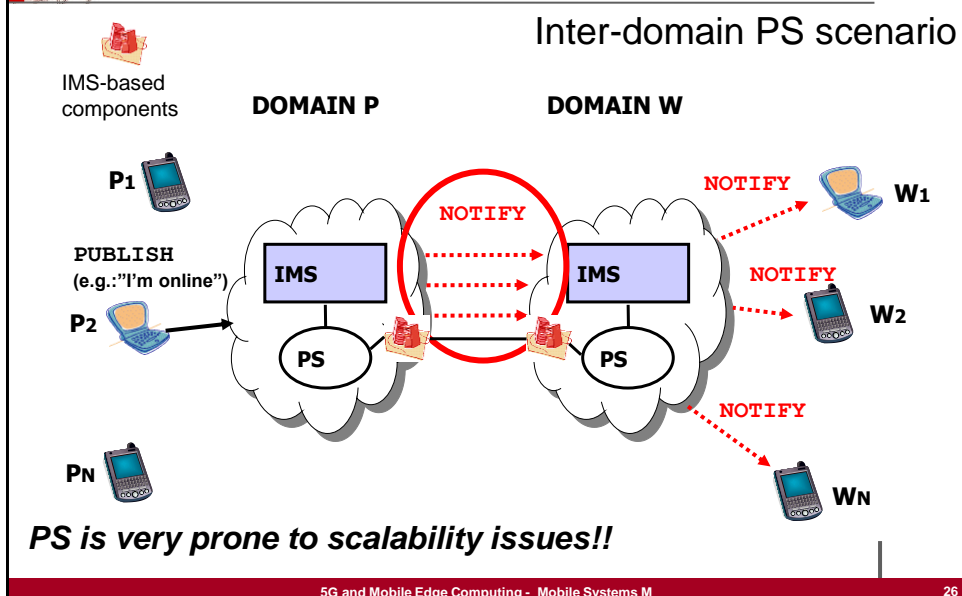 Inter-domain PS scenario
IMS-based
components
DOMAIN P
DOMAIN W
P1
NOTIFY
W1
NOTIFY
PUBLISH
(e.g.:”I’m online”)
IMS
IMS
NOTIFY
P2
W2
PS
PS
NOTIFY
PN
WN
PS is very prone to scalability issues!!
5G and Mobile Edge Computing - Mobile Systems M
26